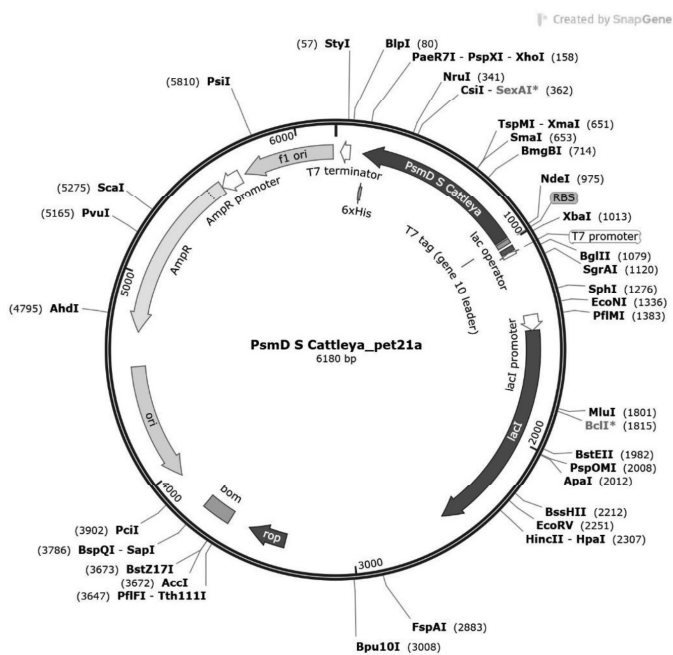 Created by SnapGene
(57) StyI
BlpI (80)
PaeR7I - PspXI - XhoI (158)
NruI (341)
CsiI - SexAI* (362)
(5810) PsiI
TspMI - XmaI (651)
SmaI (653)
BmgBI (714)
NdeI (975)
RBS
XbaI (1013)
T7 promoter
BglII (1079)
SgrAI (1120)
SphI (1276)
EcoNI (1336)
PflMI (1383)
(5275) ScaI
(5165) PvuI
(4795) AhdI
6000
f1 ori
T7 terminator
6xHis
PsmD S Cattleya
1000
AmpR promoter
AmpR
5000
lac operator
T7 tag (gene 10 leader)
PsmD S Cattleya_pet21a
6180 bp
lacI promoter
lacI
MluI (1801)
BclI* (1815)
2000
BstEII (1982)
PspOMI (2008)
ApaI (2012)
BssHII (2212)
EcoRV (2251)
HincII - HpaI (2307)
ori
4000
bom
rop
3000
(3902) PciI
(3786) BspQI - SapI
(3673) BstZ17I
(3672) AccI
(3647) PflFI - Tth111I
FspAI (2883)
Bpu10I (3008)